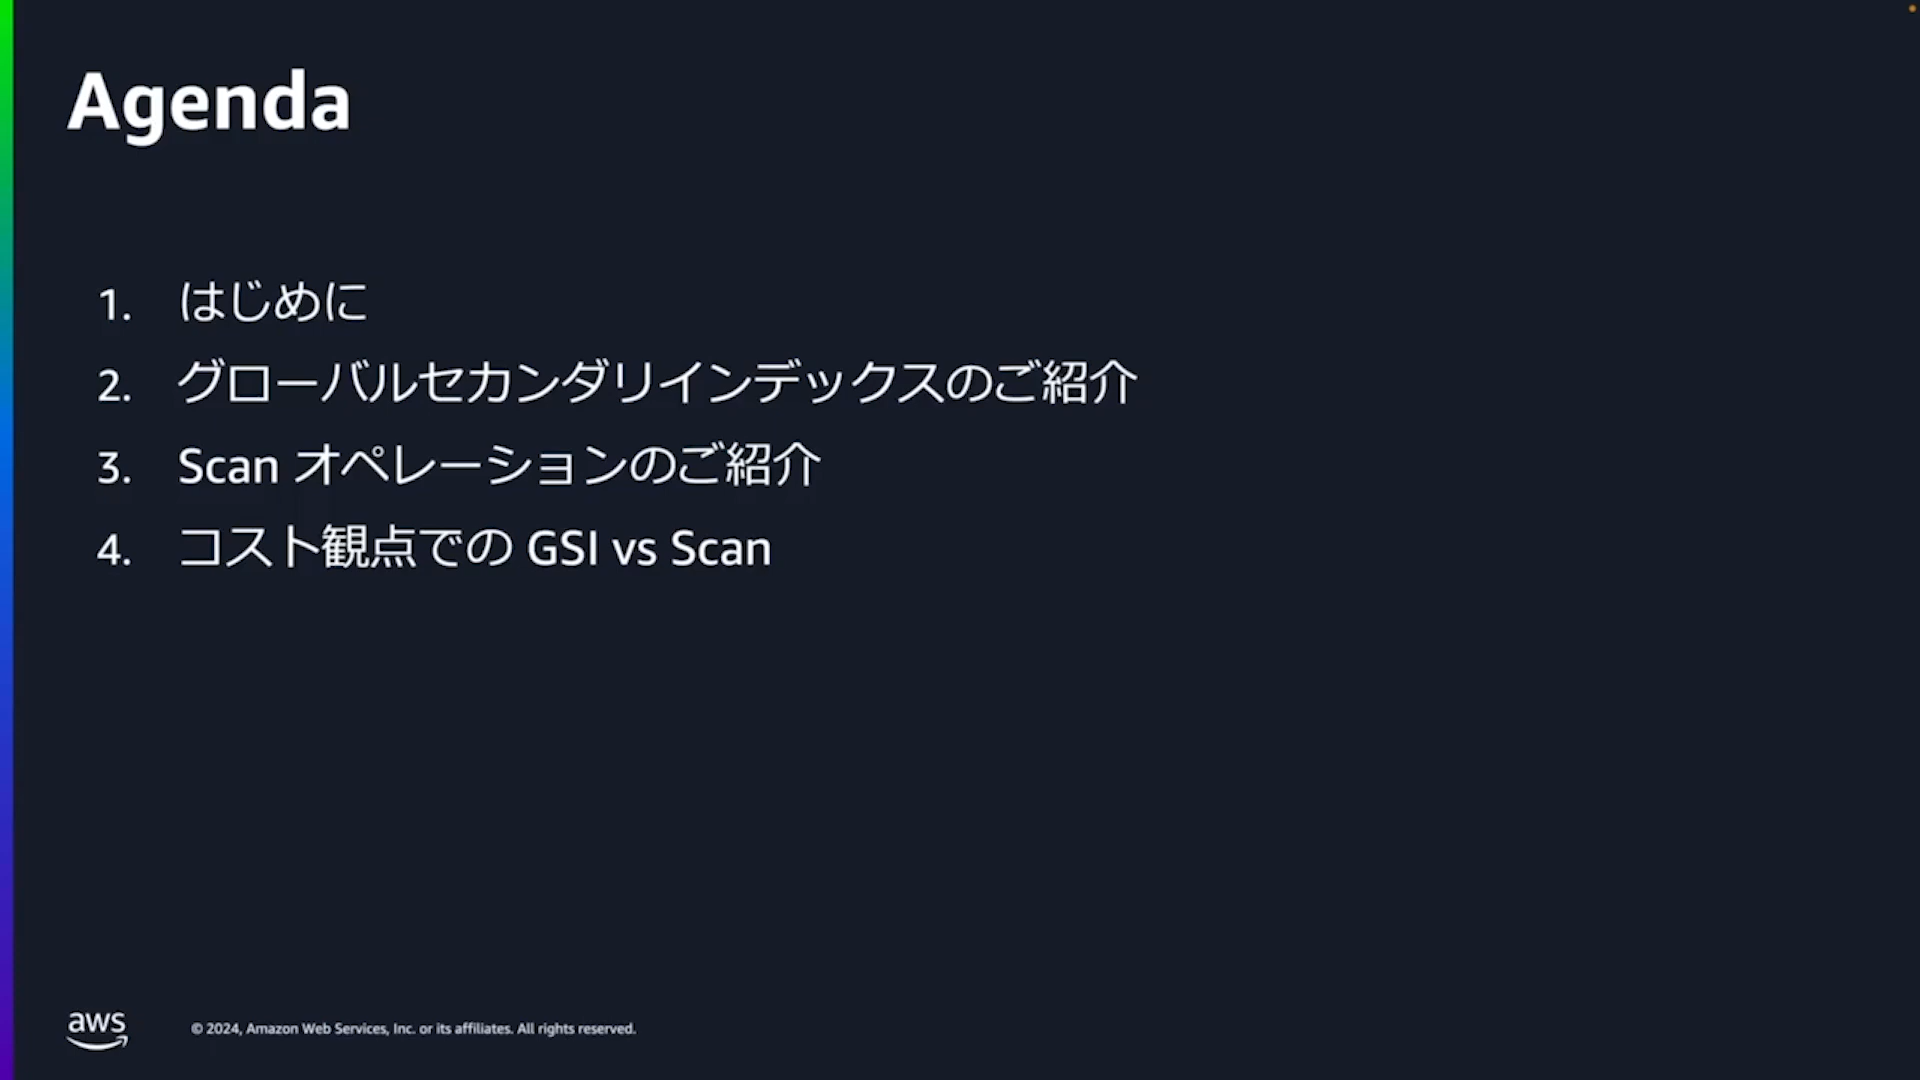 Agenda
1. はじめに
2. グローバルセカンダリインデックスのご紹介
3. Scan オペレーションのご紹介
4. コスト観点での GSI vs Scan
aws
© 2024, Amazon Web Services, Inc. or its affiliates. All rights reserved.